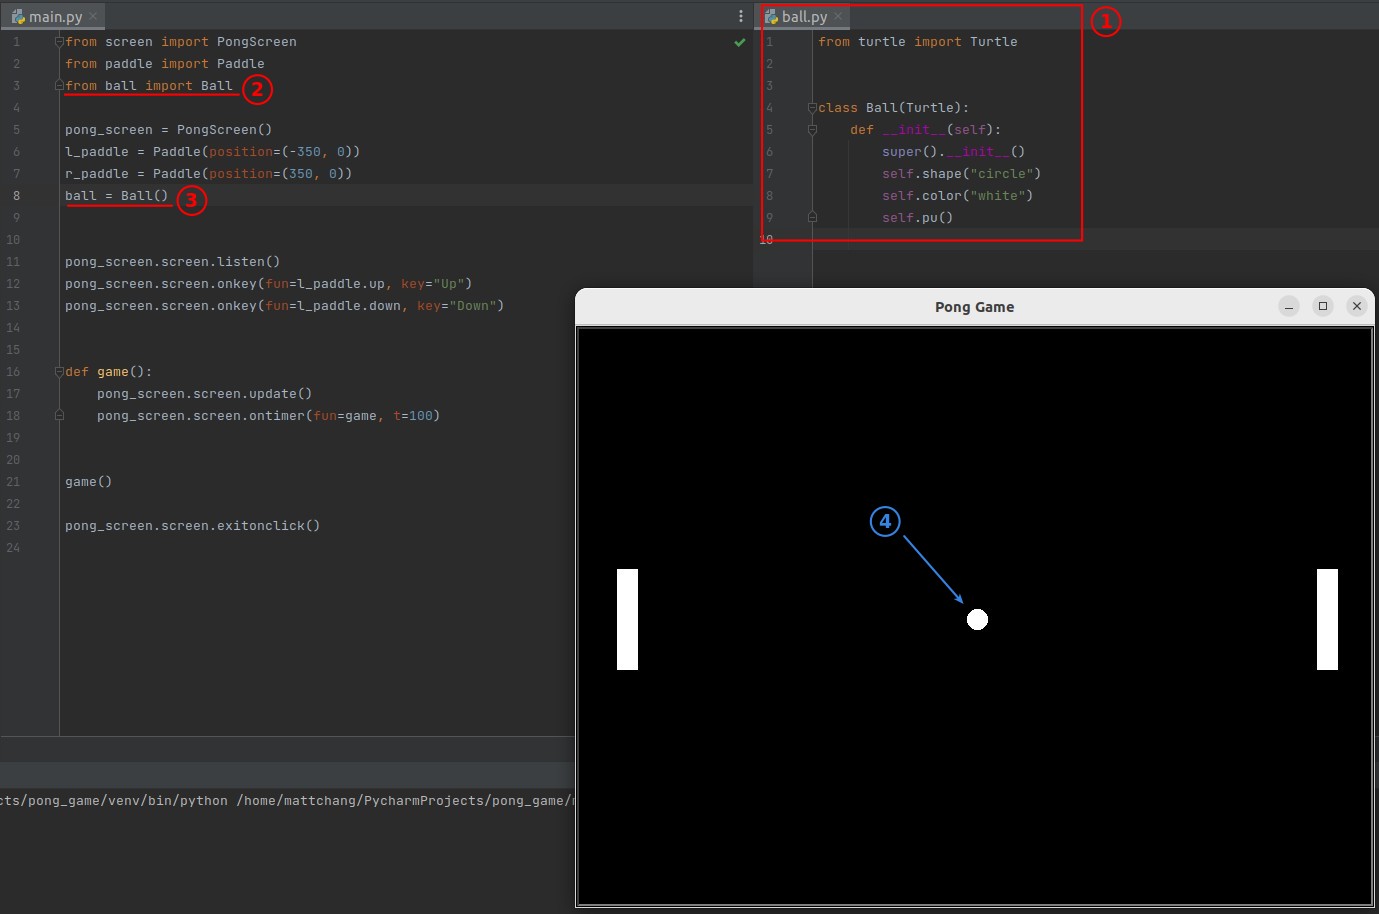 main.py
1 from screen import PongScreen
2 from paddle import Paddle
3 from ball import Ball ②
4
5 pong_screen = PongScreen()
6 l_paddle = Paddle(position=(-350, 0))
7 r_paddle = Paddle(position=(350, 0))
8 ball = Ball() ③
9
10
11 pong_screen.screen.listen()
12 pong_screen.screen.onkey(fun=l_paddle.up, key="Up")
13 pong_screen.screen.onkey(fun=l_paddle.down, key="Down")
14
15
16 def game():
17     pong_screen.screen.update()
18     pong_screen.screen.ontimer(fun=game, t=100)
19
20
21 game()
22
23 pong_screen.screen.exitonclick()
24
ball.py ①
1 from turtle import Turtle
2
3
4 class Ball(Turtle):
5     def __init__(self):
6         super().__init__()
7         self.shape("circle")
8         self.color("white")
9         self.pu()
10
Pong Game
④
cts/pong_game/venv/bin/python /home/mattchang/PycharmProjects/pong_game/